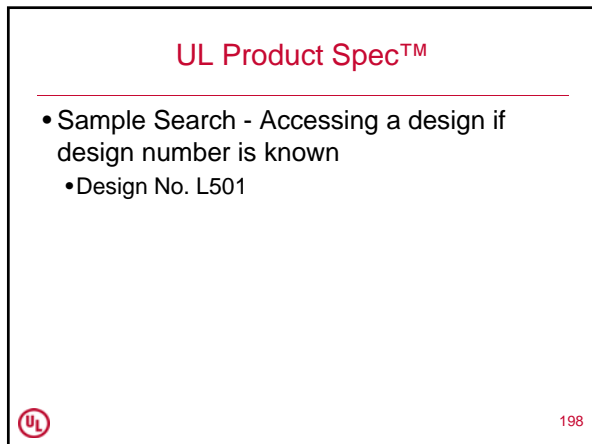 UL Product Spec™
• Sample Search - Accessing a design if
design number is known
• Design No. L501
UL
198